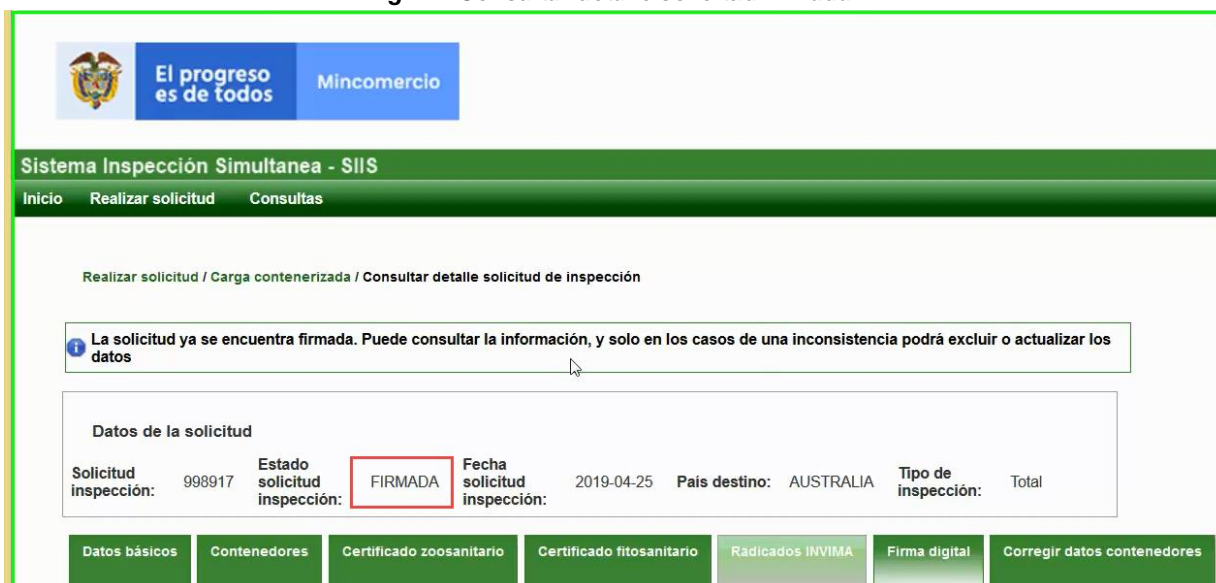 El progreso
es de todos
Mincomercio
Sistema Inspección Simultanea - SIIS
Inicio Realizar solicitud Consultas
Realizar solicitud / Carga contenerizada / Consultar detalle solicitud de inspección
La solicitud ya se encuentra firmada. Puede consultar la información, y solo en los casos de una inconsistencia podrá excluir o actualizar los
datos
Datos de la solicitud
Solicitud
inspección:
998917
Estado
solicitud
inspección:
FIRMADA
Fecha
solicitud
inspección:
2019-04-25
País destino: AUSTRALIA
Tipo de
inspección:
Total
Datos básicos Contenedores Certificado zoosanitario Certificado fitosanitario Radicados INVIMA Firma digital Corregir datos contenedores